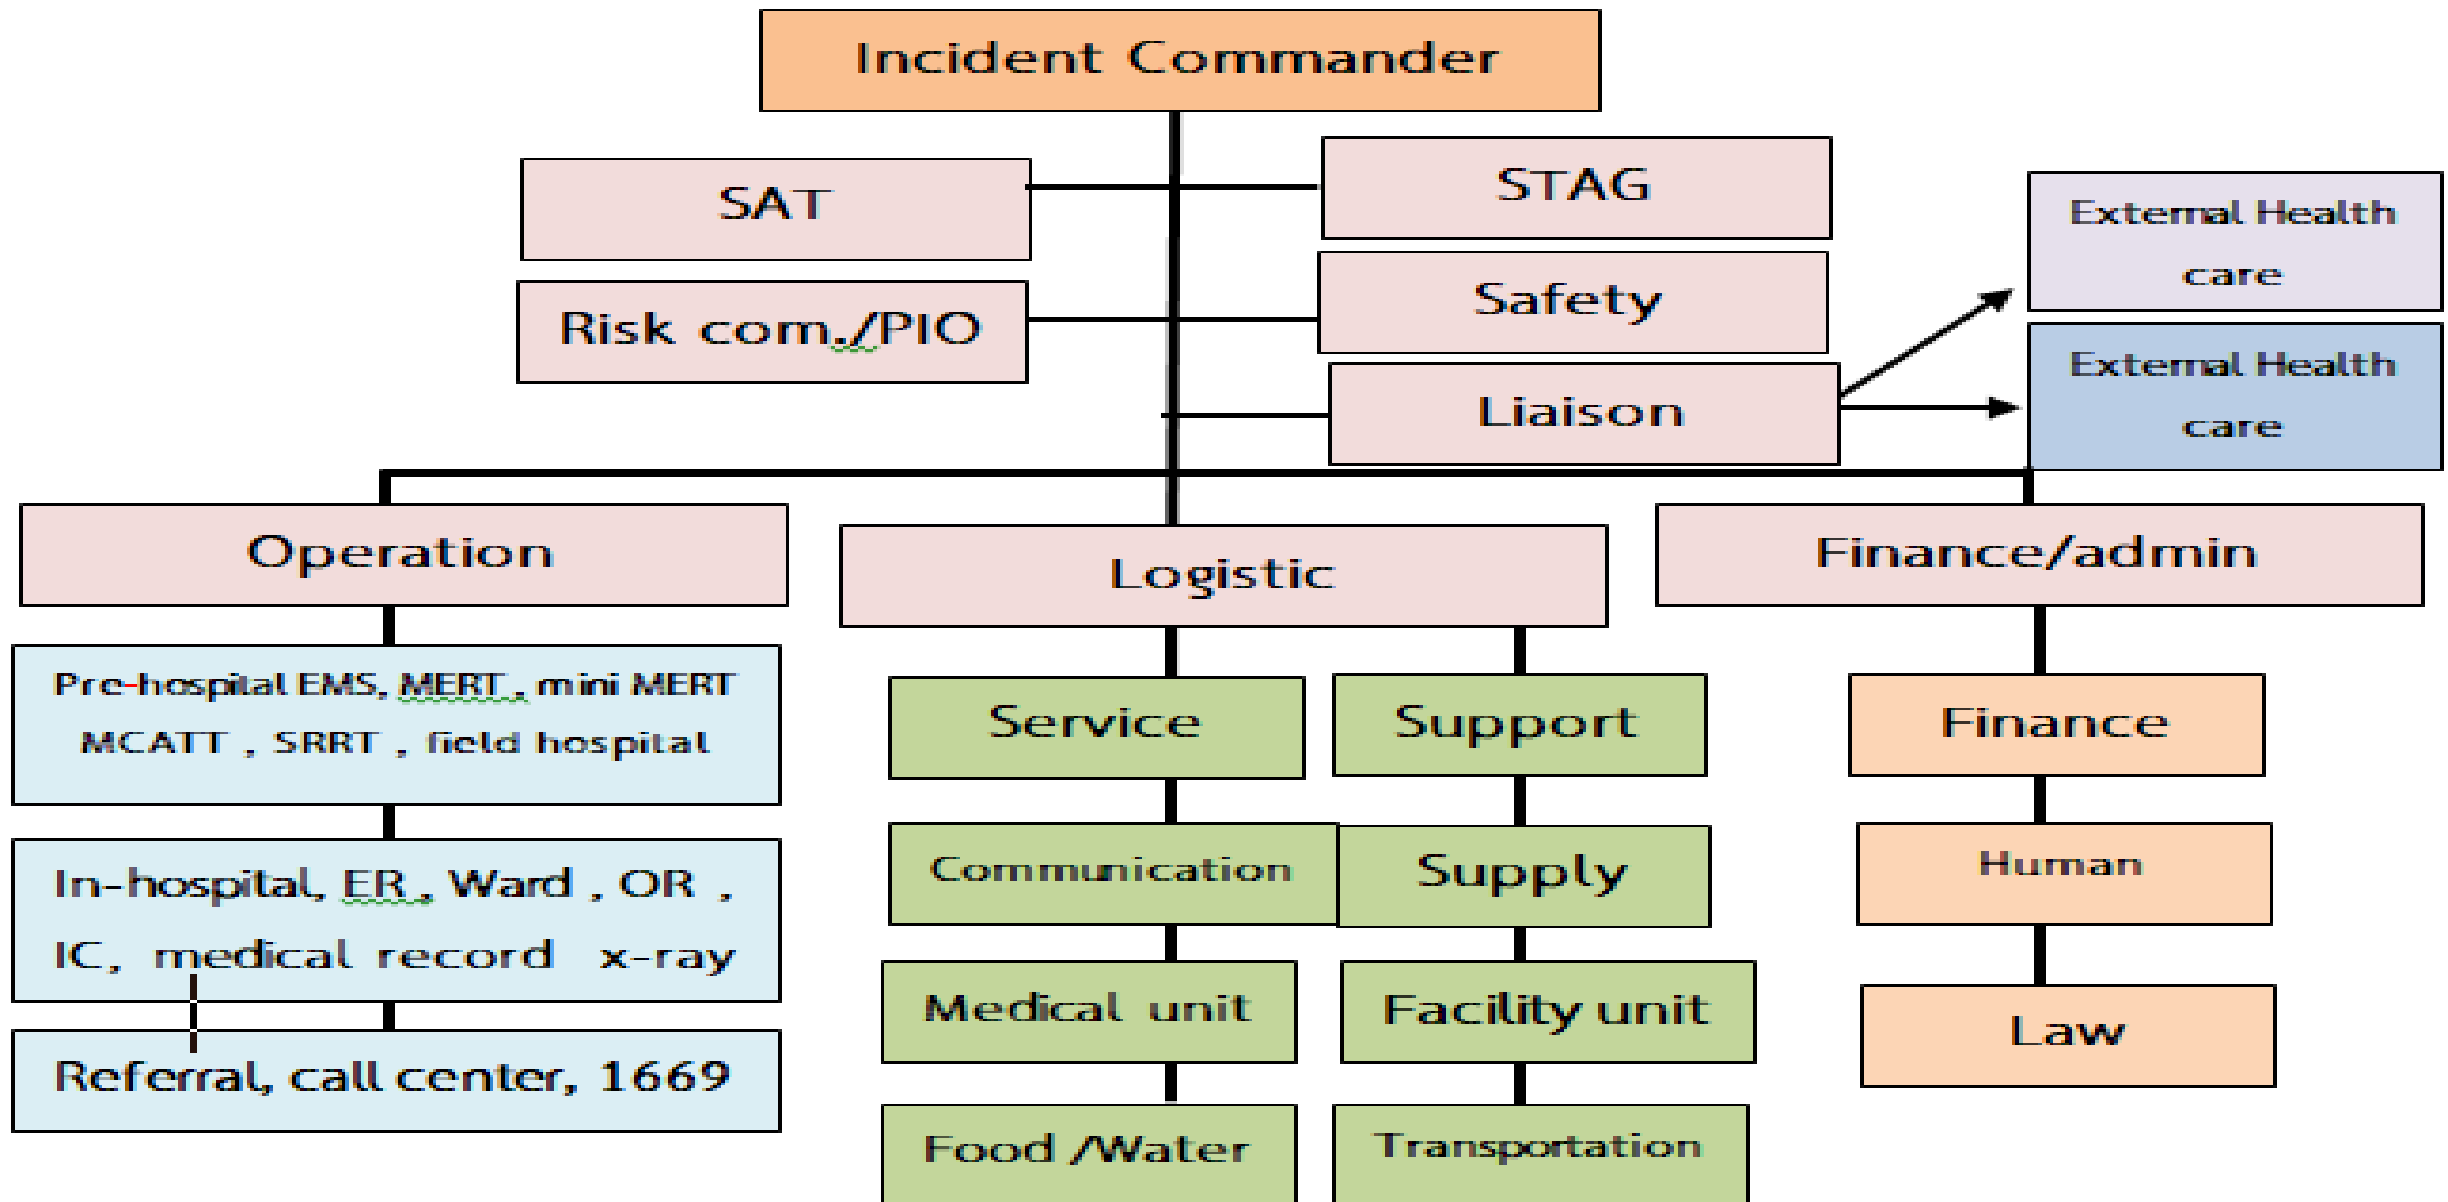 Incident Commander
SAT
STAG
External Health
care
Risk com./PIO
Safety
External Health
care
Liaison
Operation
Logistic
Finance/admin
Pre-hospital EMS, MERT , mini MERT
MCATT , SRRT , field hospital
Service
Support
Finance
In-hospital, ER , Ward , OR ,
IC, medical record x-ray
Communication
Supply
Human
Medical unit
Facility unit
Law
Referral, call center, 1669
Food /Water
Transportation